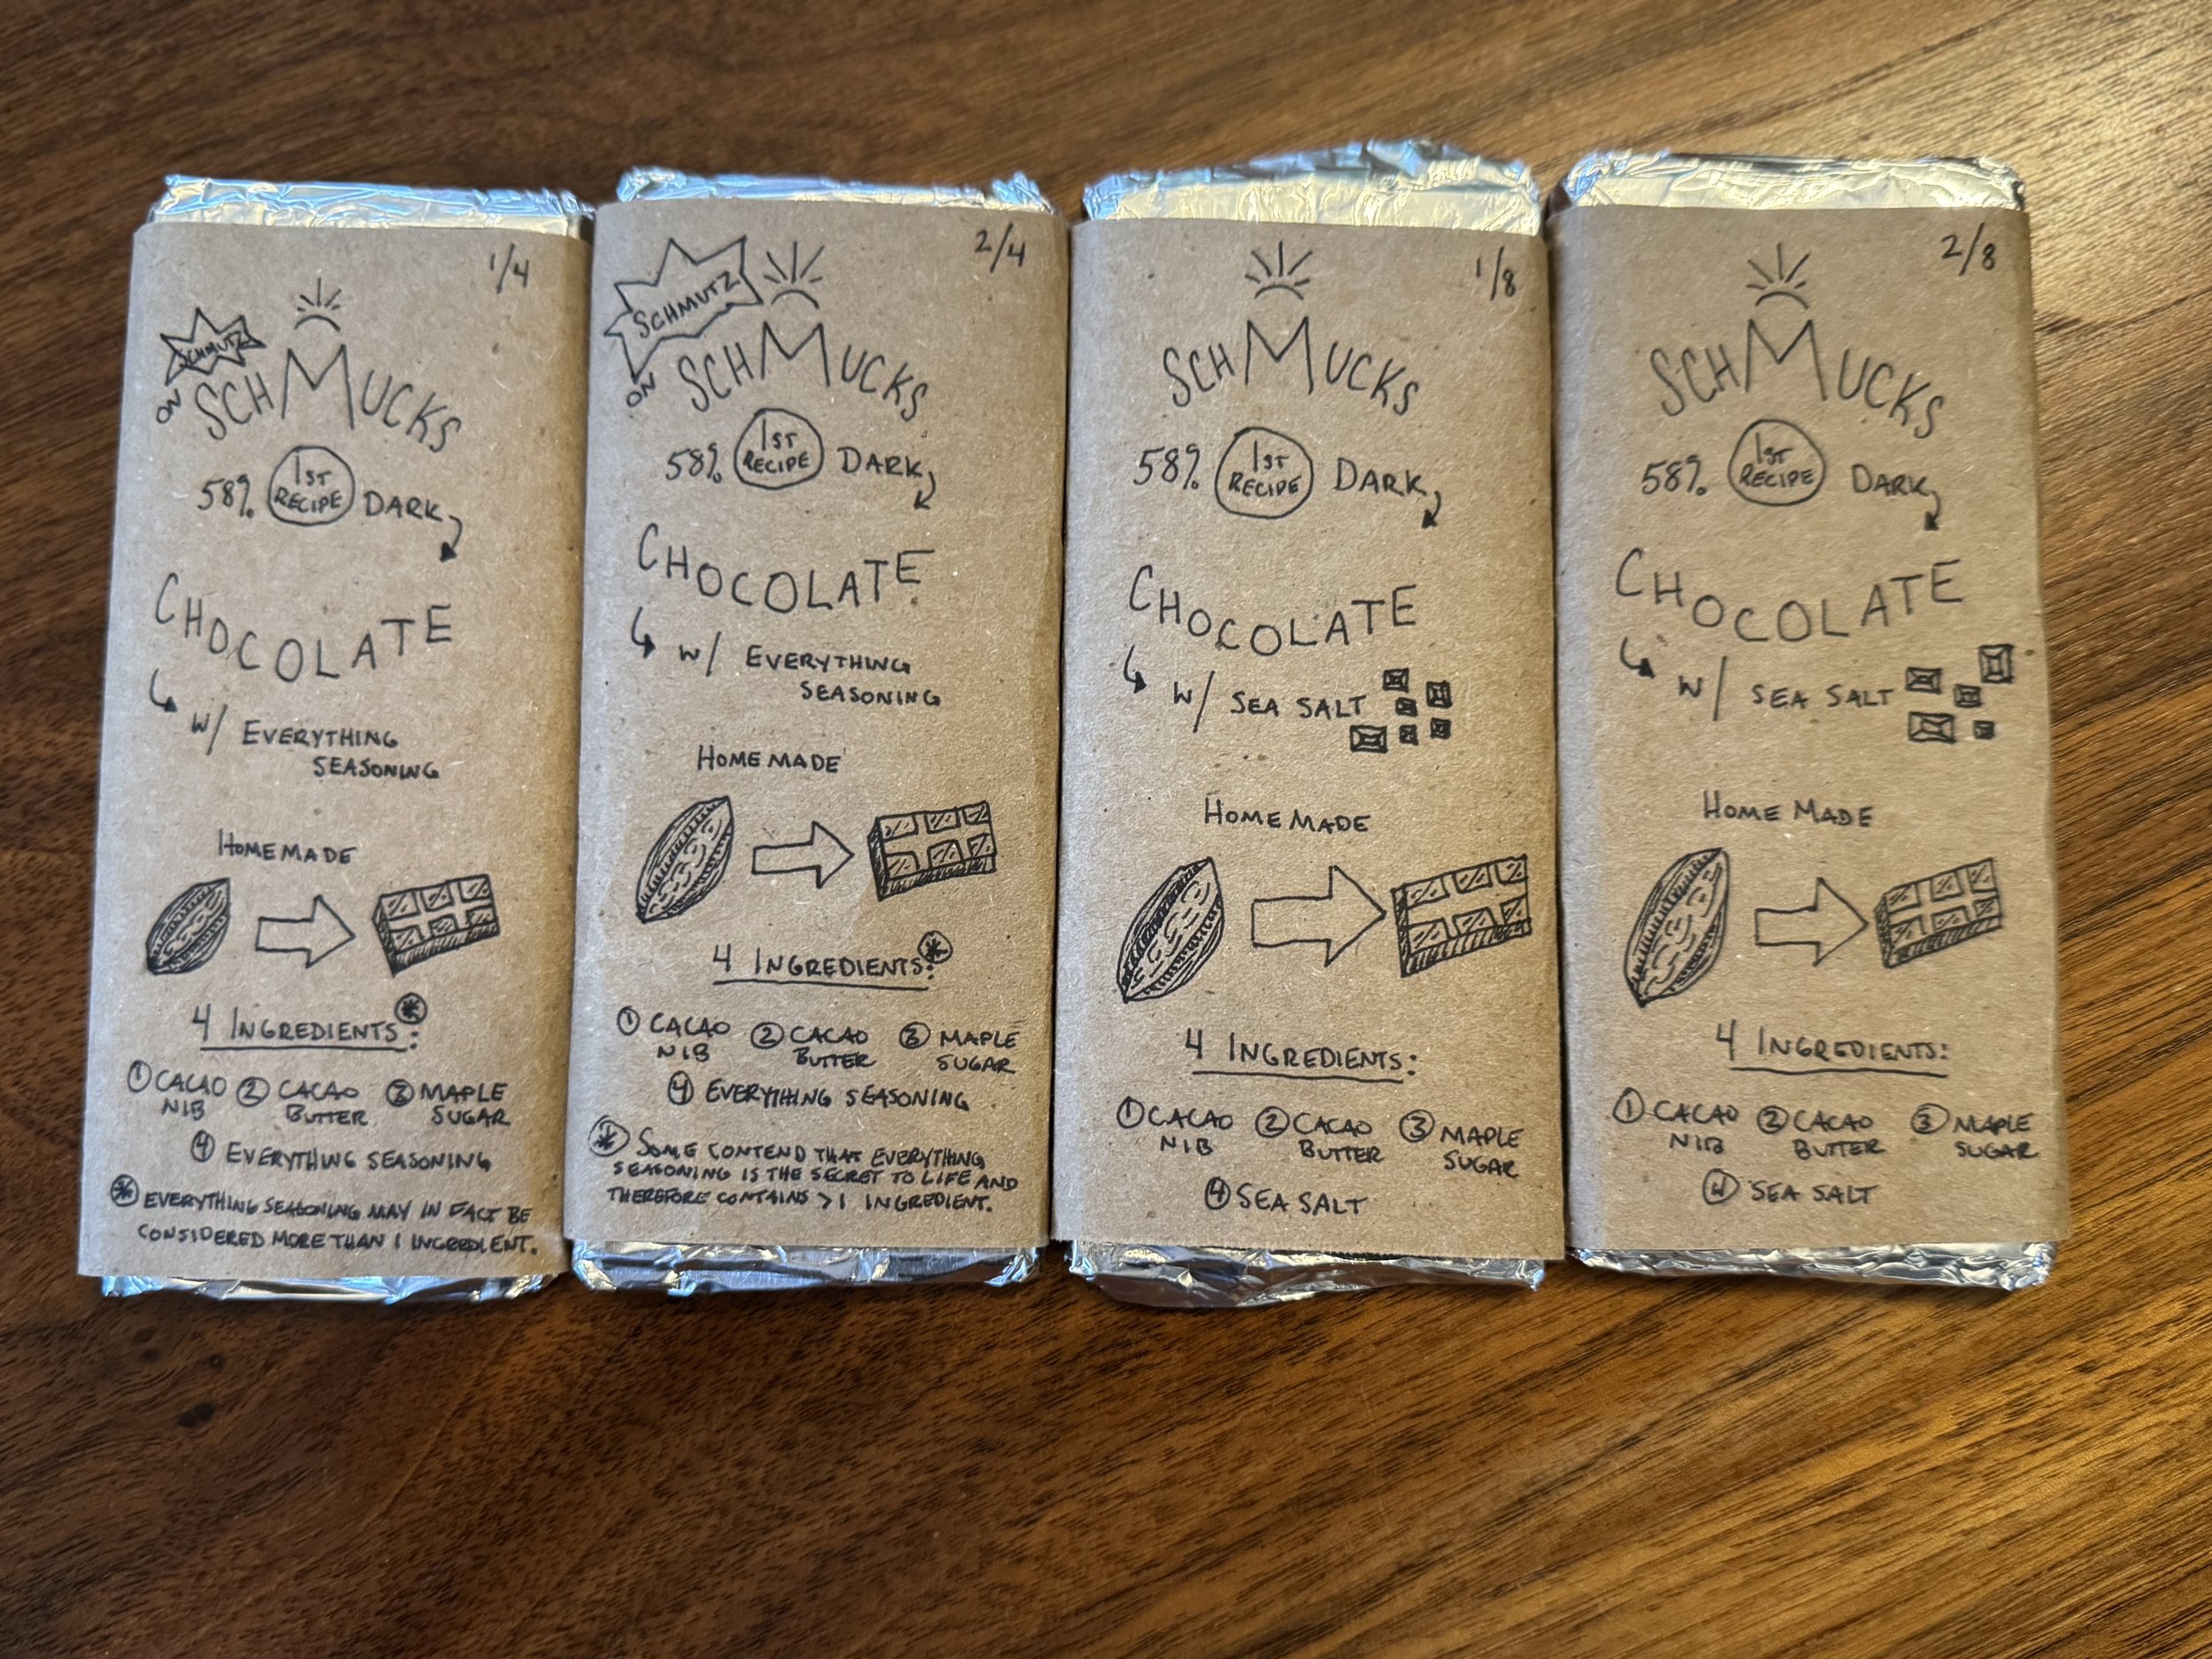 1/4
SCHMUTZ
ON SCHMUCKS
58% 1ST RECIPE DARK
CHOCOLATE
W/ EVERYTHING
SEASONING
HOMEMADE
4 INGREDIENTS*:
① CACAO NIB ② CACAO BUTTER ③ MAPLE SUGAR
④ EVERYTHING SEASONING
* EVERYTHING SEASONING MAY IN FACT BE
CONSIDERED MORE THAN 1 INGREDIENT.
2/4
SCHMUTZ
ON SCHMUCKS
58% 1ST RECIPE DARK
CHOCOLATE
W/ EVERYTHING
SEASONING
HOMEMADE
4 INGREDIENTS:*
① CACAO NIB ② CACAO BUTTER ③ MAPLE SUGAR
④ EVERYTHING SEASONING
* SOME CONTEND THAT EVERYTHING
SEASONING IS THE SECRET TO LIFE AND
THEREFORE CONTAINS >1 INGREDIENT.
1/8
SCHMUCKS
58% 1ST RECIPE DARK
CHOCOLATE
W/ SEA SALT
HOMEMADE
4 INGREDIENTS:
① CACAO NIB ② CACAO BUTTER ③ MAPLE SUGAR
④ SEA SALT
2/8
SCHMUCKS
58% 1ST RECIPE DARK
CHOCOLATE
W/ SEA SALT
HOME MADE
4 INGREDIENTS:
① CACAO NIB ② CACAO BUTTER ③ MAPLE SUGAR
④ SEA SALT